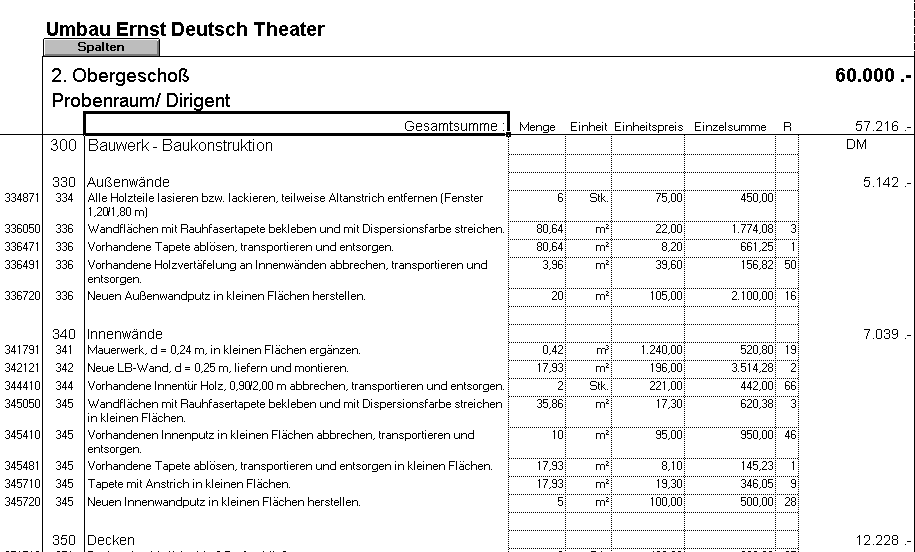 Umbau Ernst Deutsch Theater
Spalten
2. Obergeschoß 60.000 .-
Probenraum/ Dirigent
Gesamtsumme : Menge Einheit Einheitspreis Einzelsumme R 57.216 .-
300 Bauwerk - Baukonstruktion DM
330 Außenwände 5.142 .-
334871 334 Alle Holzteile lasieren bzw. lackieren, teilweise Altanstrich entfernen (Fenster 6 Stk. 75,00 450,00
1,20/1,80 m)
336050 336 Wandflächen mit Rauhfasertapete bekleben und mit Dispersionsfarbe streichen. 80,64 m² 22,00 1.774,08 3
336471 336 Vorhandene Tapete ablösen, transportieren und entsorgen. 80,64 m² 8,20 661,25 1
336491 336 Vorhandene Holzvertäfelung an Innenwänden abbrechen, transportieren und 3,96 m² 39,60 156,82 50
entsorgen.
336720 336 Neuen Außenwandputz in kleinen Flächen herstellen. 20 m² 105,00 2.100,00 16
340 Innenwände 7.039 .-
341791 341 Mauerwerk, d = 0,24 m, in kleinen Flächen ergänzen. 0,42 m³ 1.240,00 520,80 19
342121 342 Neue LB-Wand, d = 0,25 m, liefern und montieren. 17,93 m² 196,00 3.514,28 2
344410 344 Vorhandene Innentür Holz, 0,90/2,00 m abbrechen, transportieren und entsorgen. 2 Stk. 221,00 442,00 66
345050 345 Wandflächen mit Rauhfasertapete bekleben und mit Dispersionsfarbe streichen 35,86 m² 17,30 620,38 3
in kleinen Flächen.
345410 345 Vorhandenen Innenputz in kleinen Flächen abbrechen, transportieren und 10 m² 95,00 950,00 46
entsorgen.
345481 345 Vorhandene Tapete ablösen, transportieren und entsorgen in kleinen Flächen. 17,93 m² 8,10 145,23 1
345710 345 Tapete mit Anstrich in kleinen Flächen. 17,93 m² 19,30 346,05 9
345720 345 Neuen Innenwandputz in kleinen Flächen herstellen. 5 m² 100,00 500,00 28
350 Decken 12.228 .-